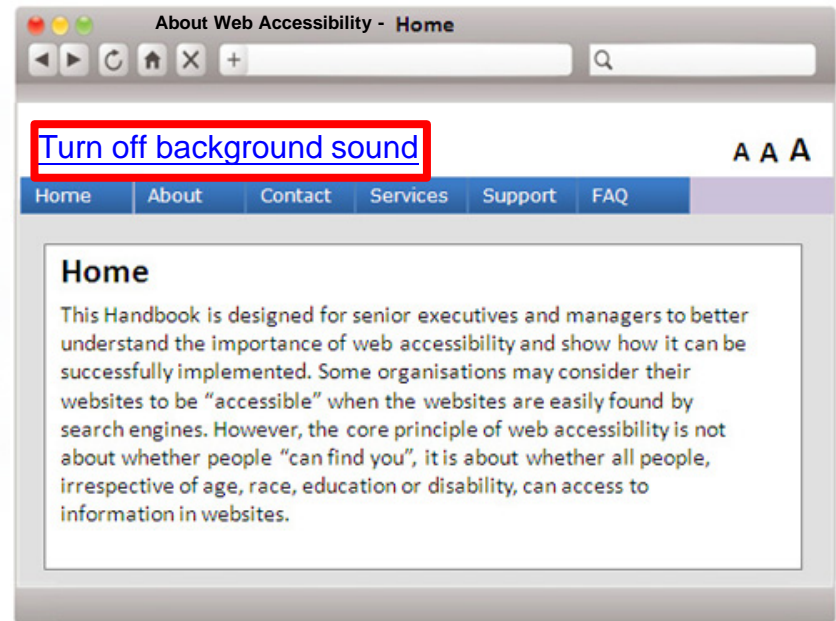 About Web Accessibility - Home
Turn off background sound
A A A
Home About Contact Services Support FAQ
Home
This Handbook is designed for senior executives and managers to better
understand the importance of web accessibility and show how it can be
successfully implemented. Some organisations may consider their
websites to be “accessible” when the websites are easily found by
search engines. However, the core principle of web accessibility is not
about whether people “can find you”, it is about whether all people,
irrespective of age, race, education or disability, can access to
information in websites.